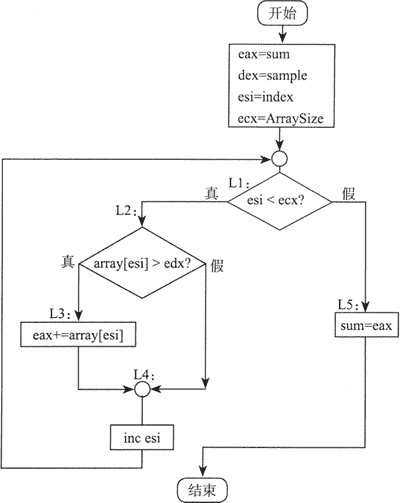 开始
eax=sum
dex=sample
esi=index
ecx=ArraySize
L1:
真
esi < ecx?
假
L2:
真
array[esi] > edx?
假
L3:
eax+=array[esi]
L5:
sum=eax
L4:
inc esi
结束